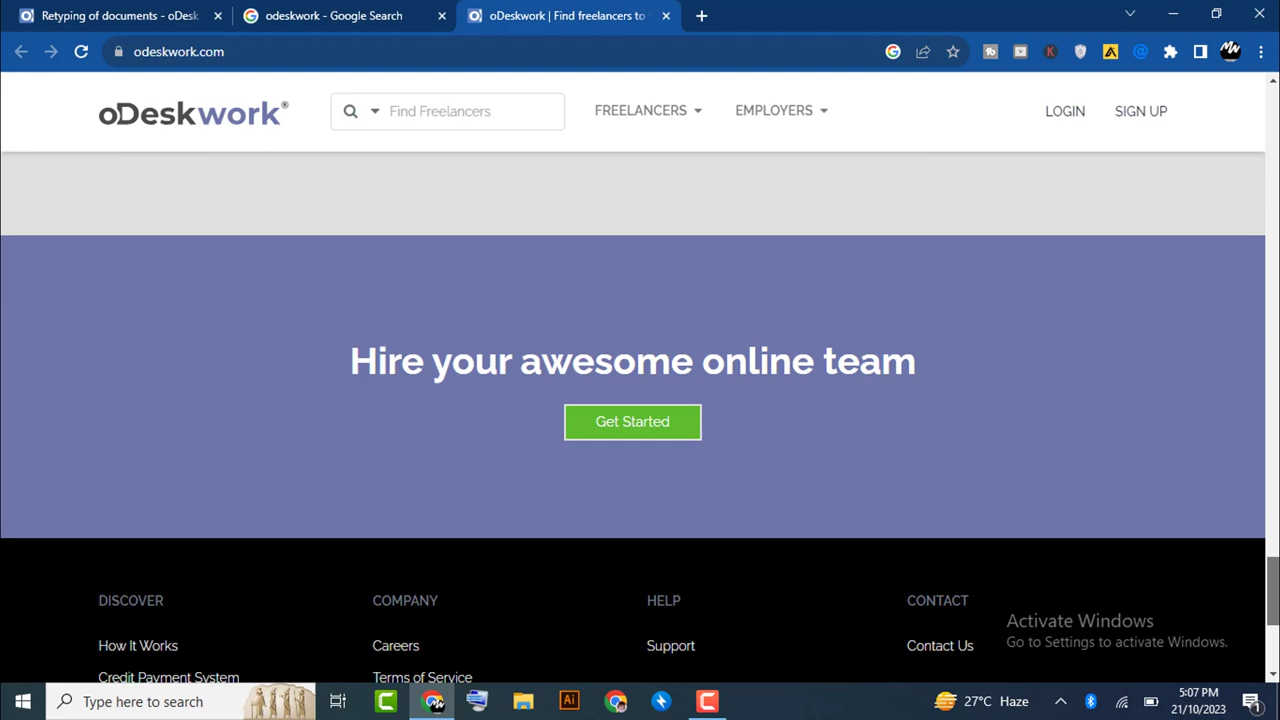 Retyping of documents - oDesk
odeskwork - Google Search
oDeskwork | Find freelancers to
odeskwork.com
oDeskwork®
Find Freelancers
FREELANCERS
EMPLOYERS
LOGIN
SIGN UP
Hire your awesome online team
Get Started
DISCOVER
COMPANY
HELP
CONTACT
How It Works
Careers
Support
Contact Us
Credit Payment System
Terms of Service
Activate Windows
Go to Settings to activate Windows.
Type here to search
Ai
27°C Haze
5:07 PM
21/10/2023
1